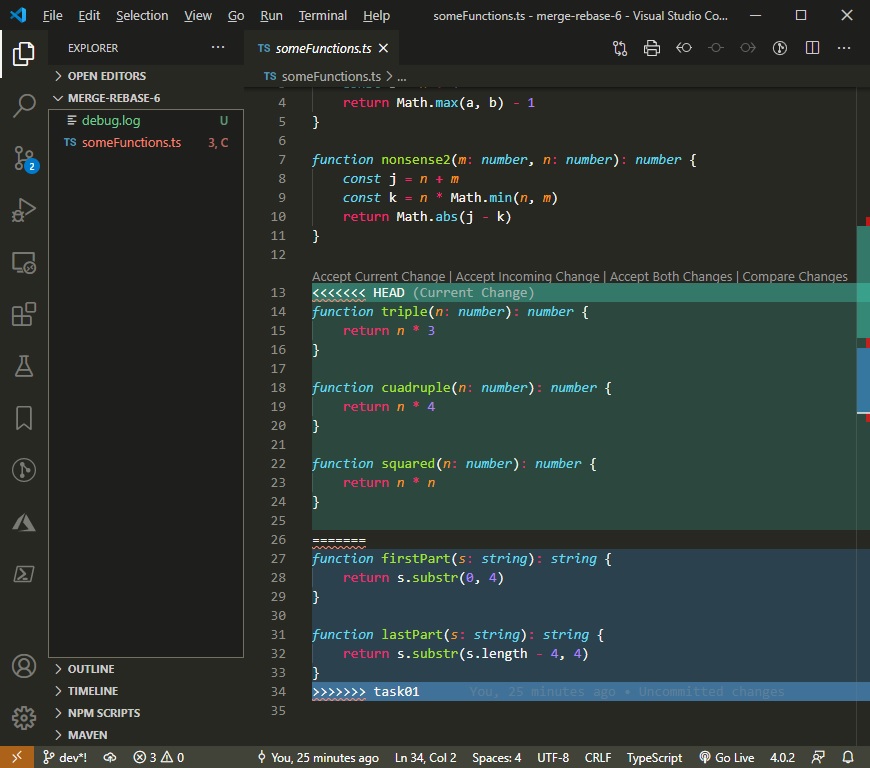 File Edit Selection View Go Run Terminal Help someFunctions.ts - merge-rebase-6 - Visual Studio Co...
EXPLORER ...
TS someFunctions.ts
OPEN EDITORS
TS someFunctions.ts > ...
MERGE-REBASE-6
debug.log U
TS someFunctions.ts 3, C
2
4 return Math.max(a, b) - 1
5 }
6
7 function nonsense2(m: number, n: number): number {
8 const j = n + m
9 const k = n * Math.min(n, m)
10 return Math.abs(j - k)
11 }
12
Accept Current Change | Accept Incoming Change | Accept Both Changes | Compare Changes
13 <<<<<<< HEAD (Current Change)
14 function triple(n: number): number {
15 return n * 3
16 }
17
18 function cuadruple(n: number): number {
19 return n * 4
20 }
21
22 function squared(n: number): number {
23 return n * n
24 }
25
26 =======
27 function firstPart(s: string): string {
28 return s.substr(0, 4)
29 }
30
31 function lastPart(s: string): string {
32 return s.substr(s.length - 4, 4)
33 }
34 >>>>>>> task01 You, 25 minutes ago • Uncommitted changes
35
OUTLINE
TIMELINE
NPM SCRIPTS
MAVEN
dev*! 3 0 You, 25 minutes ago Ln 34, Col 2 Spaces: 4 UTF-8 CRLF TypeScript Go Live 4.0.2